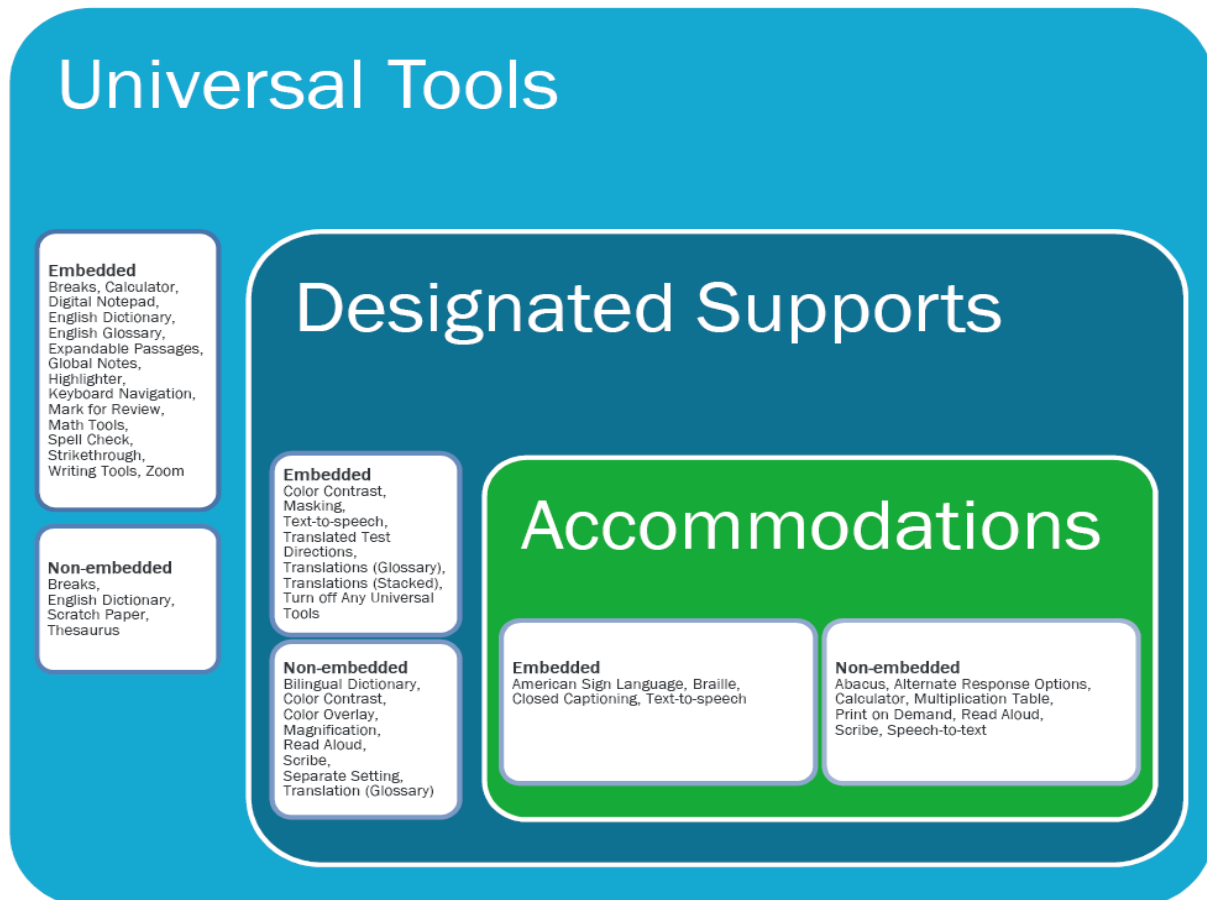 Universal Tools
Embedded
Breaks, Calculator,
Digital Notepad,
English Dictionary,
English Glossary,
Expandable Passages,
Global Notes,
Highlighter,
Keyboard Navigation,
Mark for Review,
Math Tools,
Spell Check,
Strikethrough,
Writing Tools, Zoom
Non-embedded
Breaks,
English Dictionary,
Scratch Paper,
Thesaurus
Designated Supports
Embedded
Color Contrast,
Masking,
Text-to-speech,
Translated Test
Directions,
Translations (Glossary),
Translations (Stacked),
Turn off Any Universal
Tools
Non-embedded
Bilingual Dictionary,
Color Contrast,
Color Overlay,
Magnification,
Read Aloud,
Scribe,
Separate Setting,
Translation (Glossary)
Accommodations
Embedded
American Sign Language, Braille,
Closed Captioning, Text-to-speech
Non-embedded
Abacus, Alternate Response Options,
Calculator, Multiplication Table,
Print on Demand, Read Aloud,
Scribe, Speech-to-text